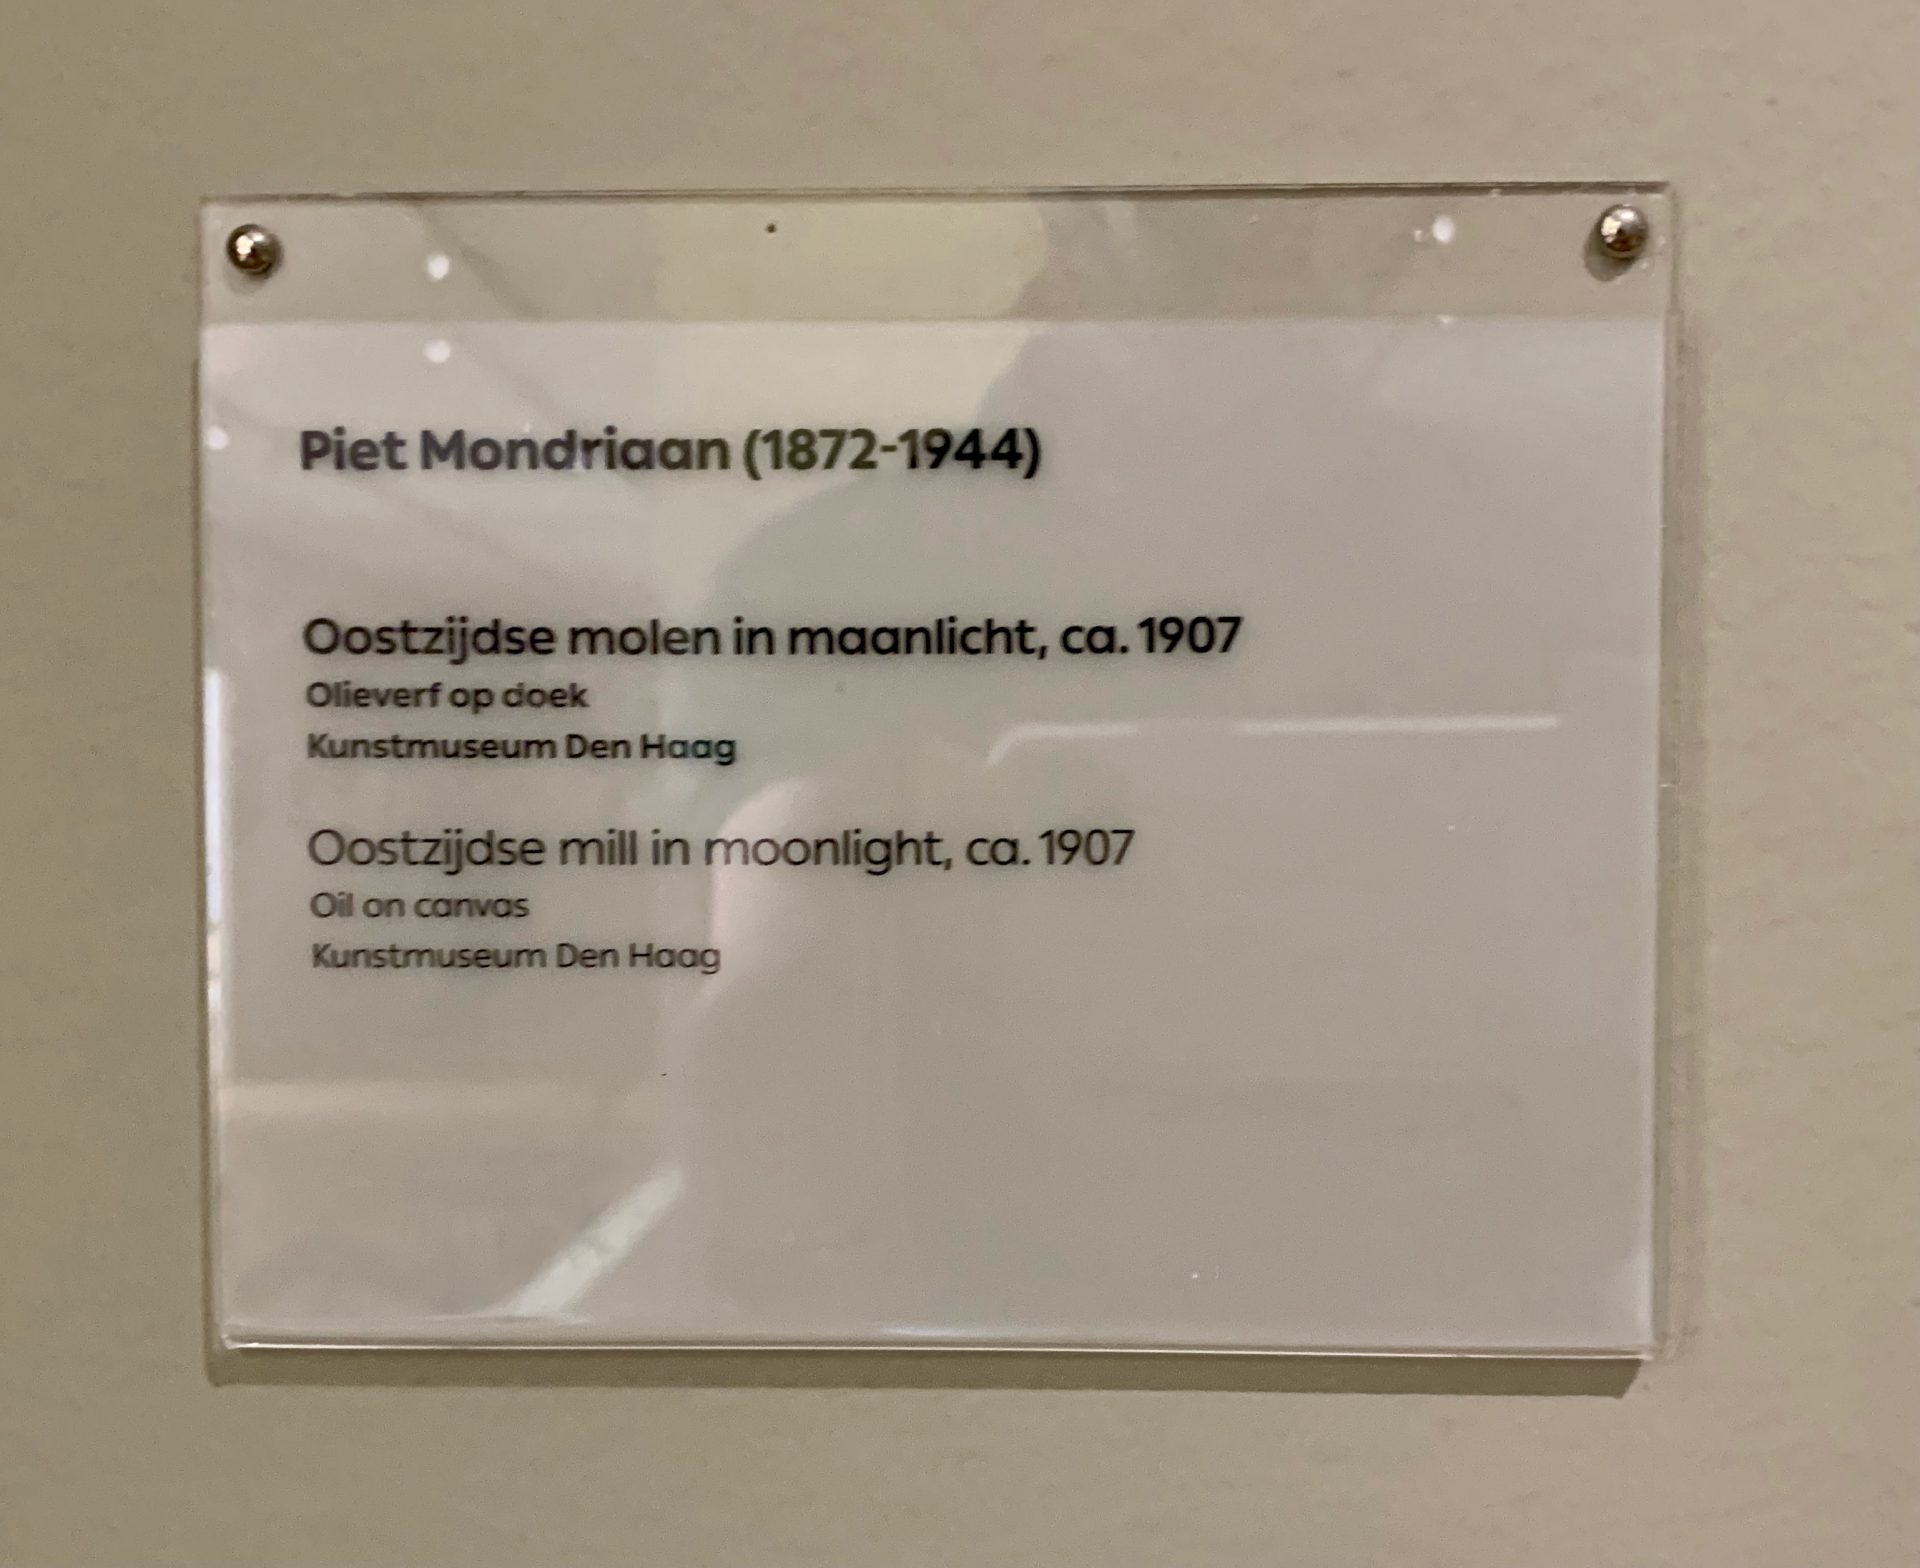 Piet Mondriaan (1872-1944)
Oostzijdse molen in maanlicht, ca. 1907
Olieverf op doek
Kunstmuseum Den Haag
Oostzijdse mill in moonlight, ca. 1907
Oil on canvas
Kunstmuseum Den Haag